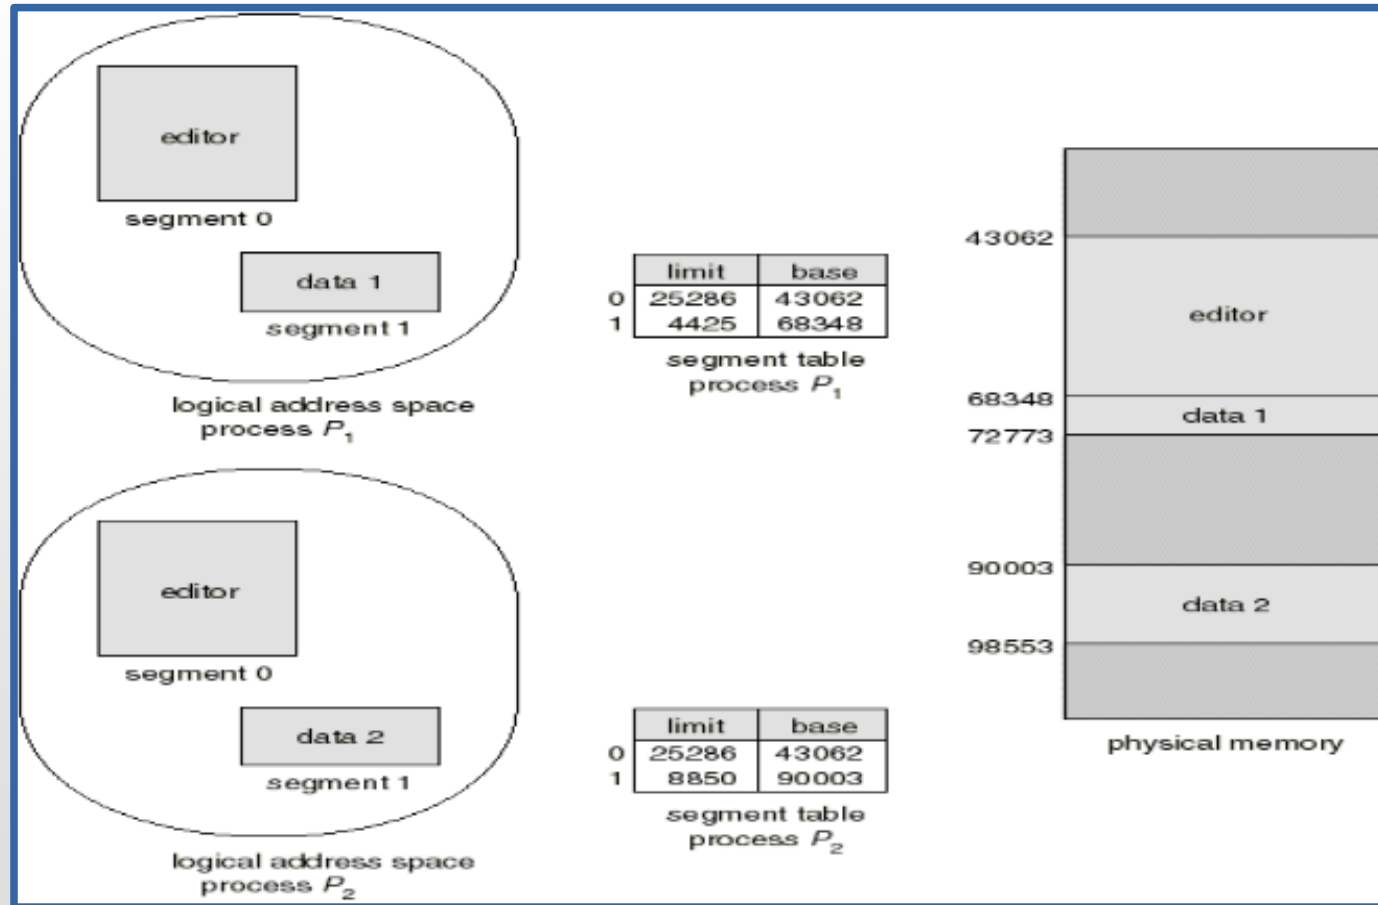 editor
segment 0
data 1
segment 1
logical address space
process P1
limit base
0 25286 43062
1 4425 68348
segment table
process P1
editor
segment 0
data 2
segment 1
logical address space
process P2
limit base
0 25286 43062
1 8850 90003
segment table
process P2
43062
editor
68348
data 1
72773
90003
data 2
98553
physical memory